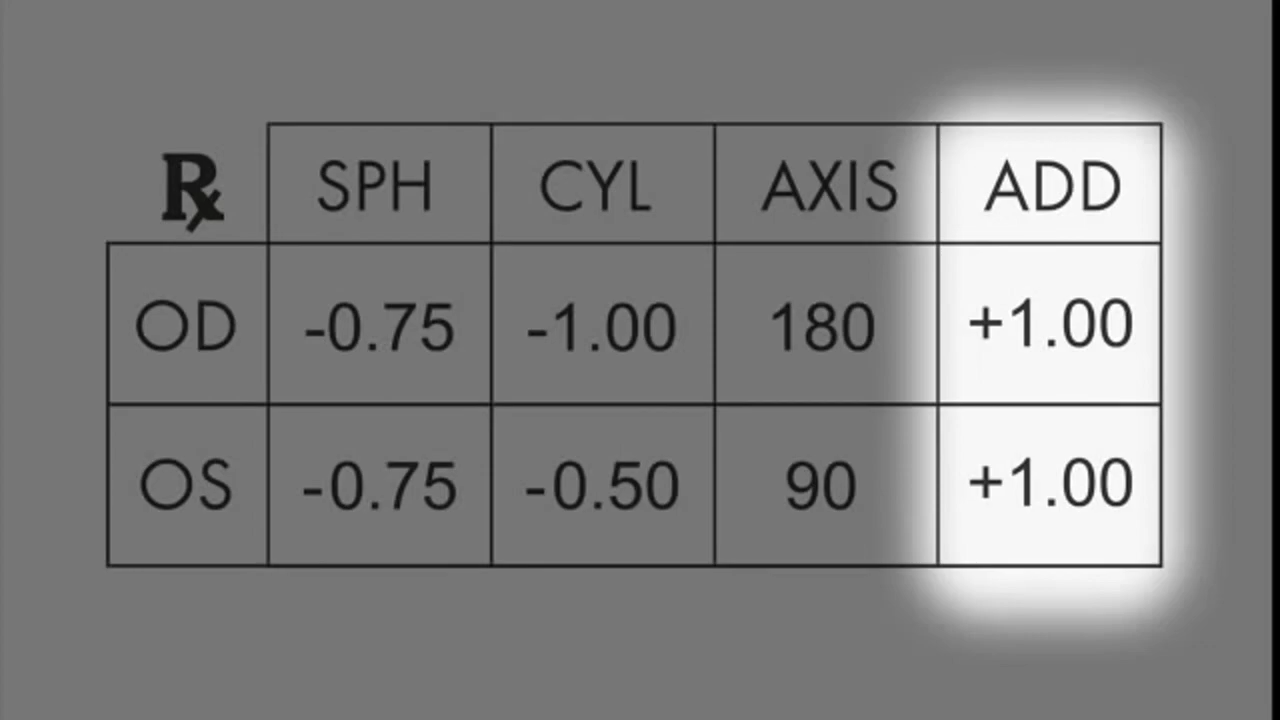 ℞ SPH CYL AXIS ADD
OD -0.75 -1.00 180 +1.00
OS -0.75 -0.50 90 +1.00